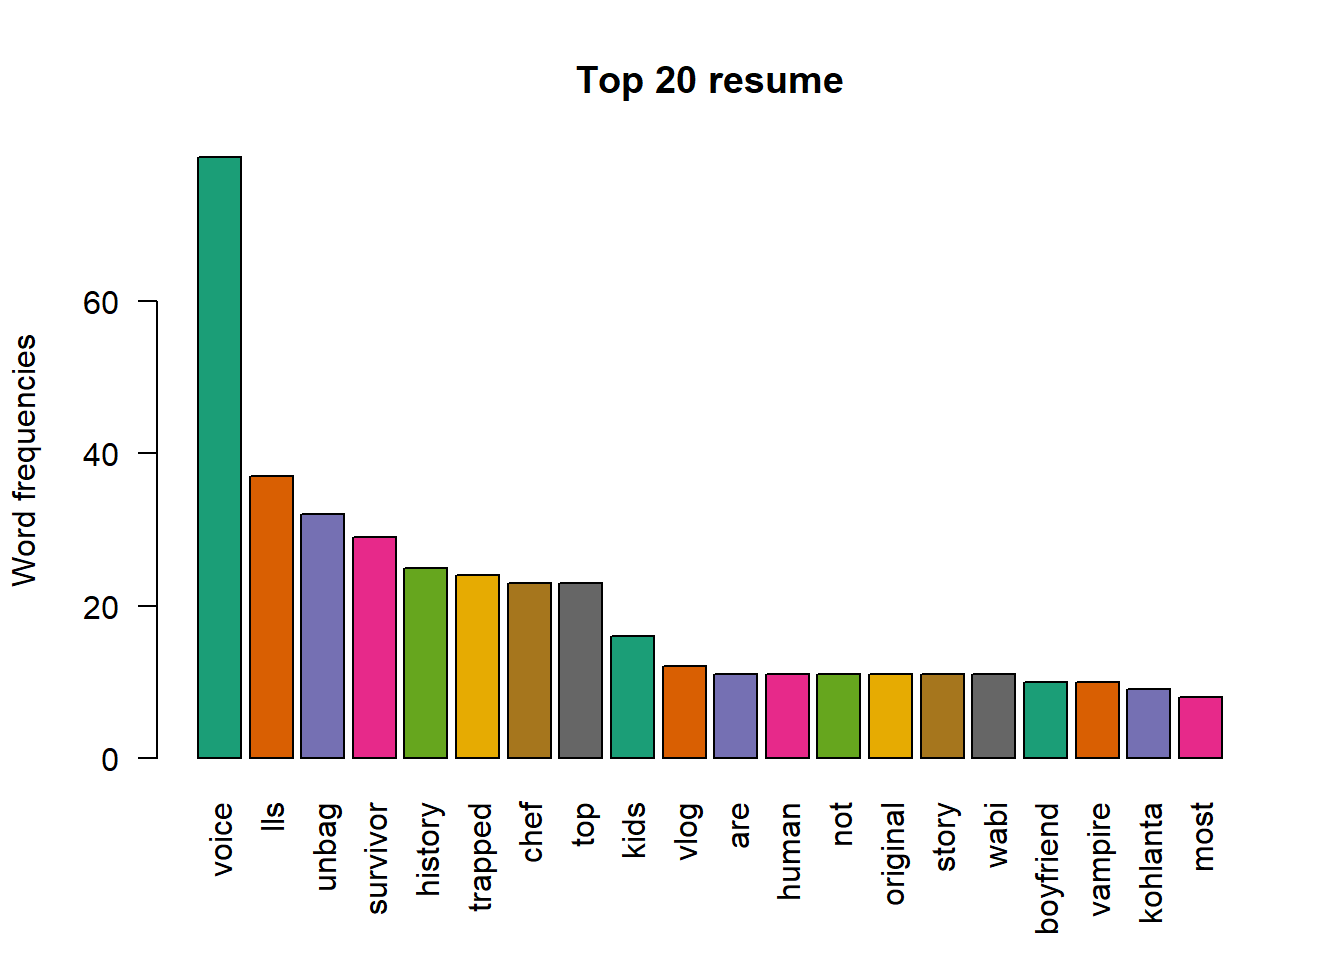 Top 20 resume
Word frequencies
60
40
20
0
voice
lls
unbag
survivor
history
trapped
chef
top
kids
vlog
are
human
not
original
story
wabi
boyfriend
vampire
kohlanta
most